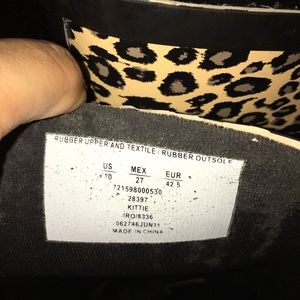 RUBBER UPPER AND TEXTILE / RUBBER OUTSOLE
US MEX EUR
10 27 42.5
721598000530
28397
KITTIE
IRO/8336
062746JUN11
MADE IN CHINA